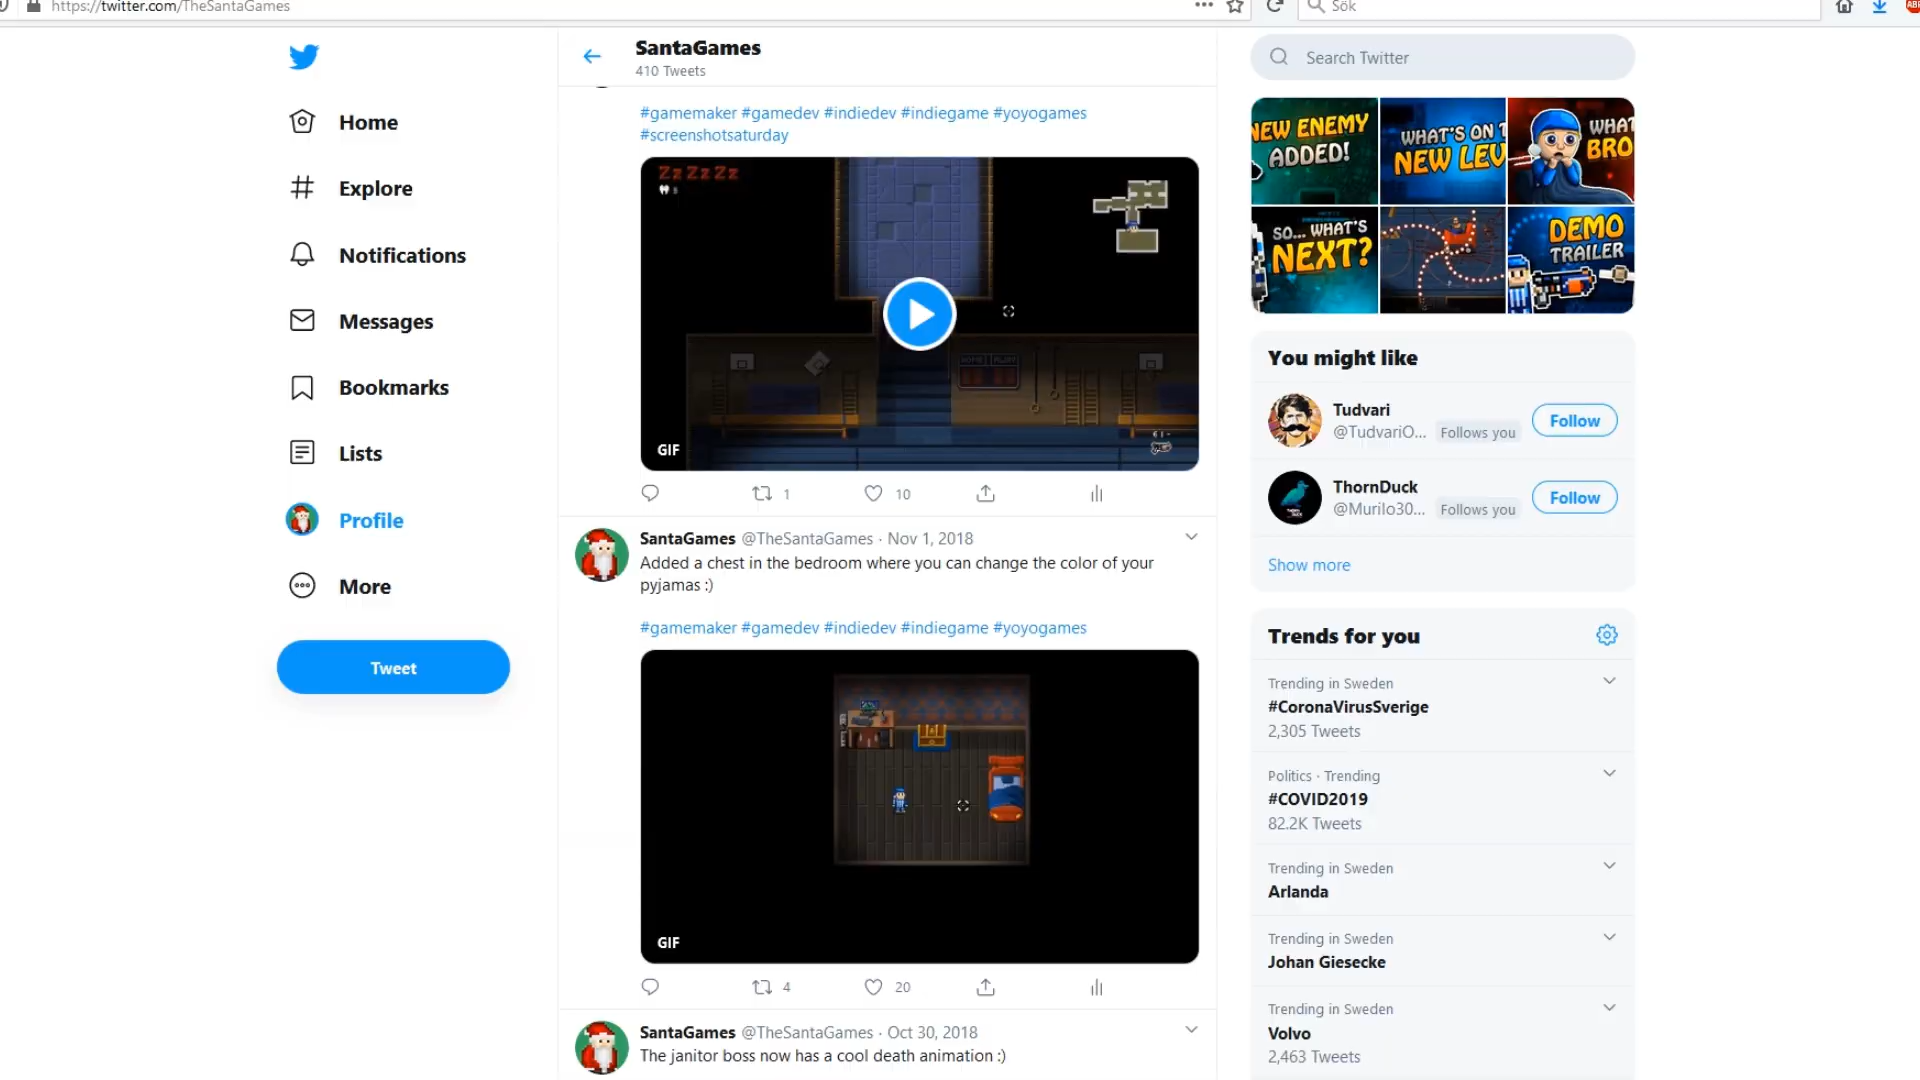 https://twitter.com/TheSantaGames
Sök
Home
Explore
Notifications
Messages
Bookmarks
Lists
Profile
More
Tweet
SantaGames
410 Tweets
#gamemaker #gamedev #indiedev #indiegame #yoyogames
#screenshotsaturday
Zz Zz Zz
GIF
1
10
SantaGames @TheSantaGames · Nov 1, 2018
Added a chest in the bedroom where you can change the color of your
pyjamas :)
#gamemaker #gamedev #indiedev #indiegame #yoyogames
GIF
4
20
SantaGames @TheSantaGames · Oct 30, 2018
The janitor boss now has a cool death animation :)
Search Twitter
NEW ENEMY
ADDED!
WHAT'S ON T
NEW LEV
WHAT
BRO
SO... WHAT'S
NEXT?
DEMO
TRAILER
You might like
Tudvari
@TudvariO... Follows you
Follow
ThornDuck
@Murilo30... Follows you
Follow
Show more
Trends for you
Trending in Sweden
#CoronaVirusSverige
2,305 Tweets
Politics · Trending
#COVID2019
82.2K Tweets
Trending in Sweden
Arlanda
Trending in Sweden
Johan Giesecke
Trending in Sweden
Volvo
2,463 Tweets